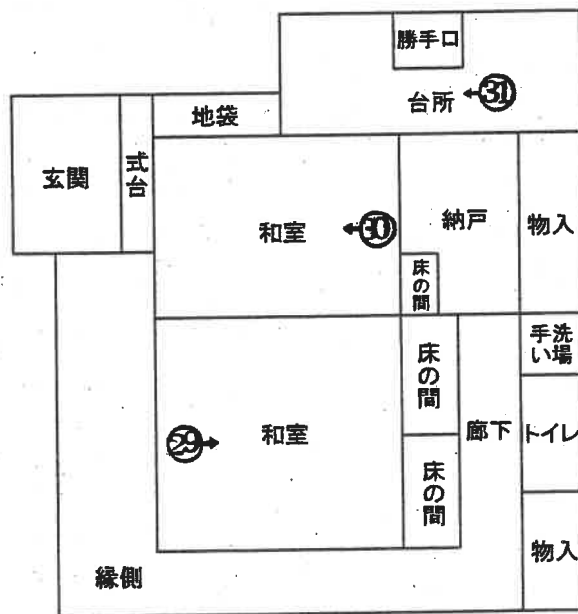 勝手口
台所
㉛
地袋
玄関
式台
和室
㉚
納戸
物入
床の間
和室
㉙
床の間
床の間
廊下
手洗
い場
トイレ
物入
縁側